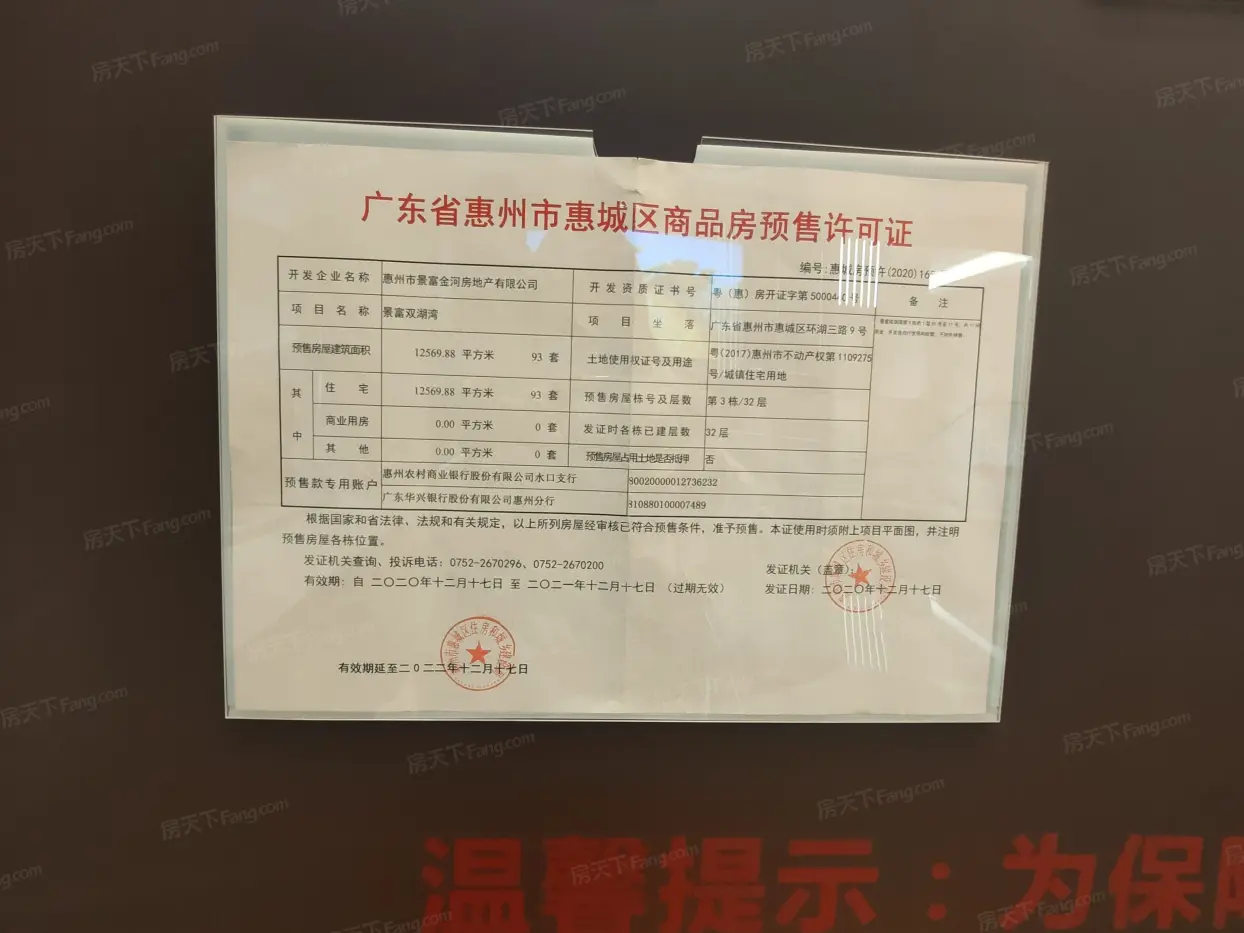 广东省惠州市惠城区商品房预售许可证
编号:惠城房预许(2020)16
开发企业名称 惠州市景富金河房地产有限公司 开发资质证书号 粤(惠)房开证字第5000440号 备注
项目名称 景富双湖湾 项目坐落 广东省惠州市惠城区环湖三路9号
预售房屋建筑面积 12569.88 平方米 93 套 土地使用权证号及用途 粤(2017)惠州市不动产权第1109275号/城镇住宅用地
其中 住宅 12569.88 平方米 93 套 预售房屋栋号及层数 第3栋/32层
商业用房 0.00 平方米 0 套 发证时各栋已建层数 32层
其他 0.00 平方米 0 套 预售房屋占用土地是否抵押 否
预售款专用账户 惠州农村商业银行股份有限公司水口支行 80020000012736232
广东华兴银行股份有限公司惠州分行 810880100007489
根据国家和省法律、法规和有关规定，以上所列房屋经审核已符合预售条件，准予预售。本证使用时须附上项目平面图，并注明
预售房屋各栋位置。
发证机关查询、投诉电话：0752-2670296、0752-2670200
发证机关（盖章）：
有效期：自 二〇二〇年十二月十七日 至 二〇二一年十二月十七日 （过期无效）
发证日期：二〇二〇年十二月十七日
有效期延至二0二二年十二月十七日
温馨提示：为保
房天下Fang.com